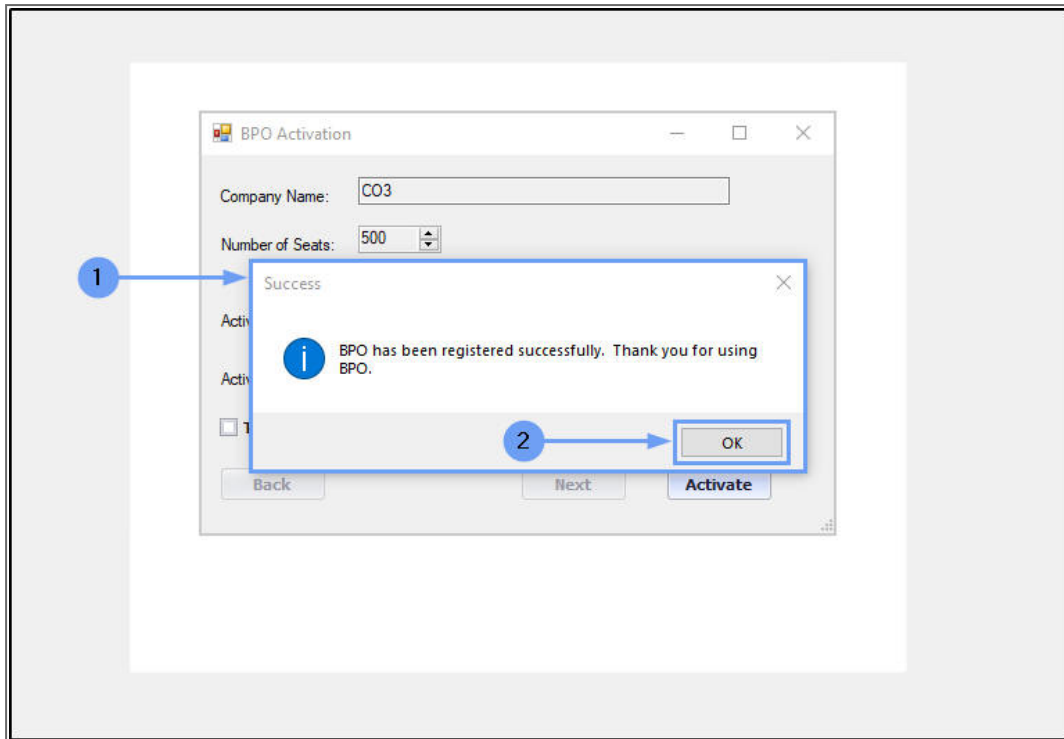 BPO Activation
Company Name: CO3
Number of Seats: 500
1
Success
BPO has been registered successfully. Thank you for using
BPO.
2
OK
Back Next Activate